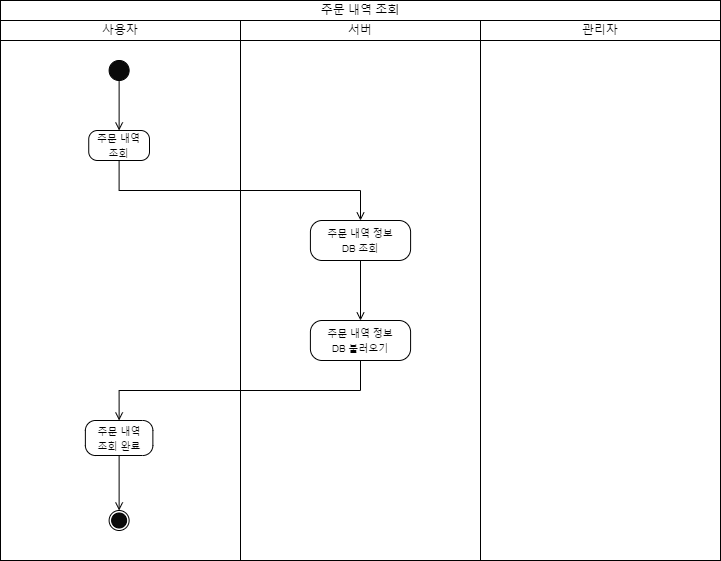 주문 내역 조회
사용자
서버
관리자
주문 내역
조회
주문 내역 정보
DB 조회
주문 내역 정보
DB 불러오기
주문 내역
조회 완료